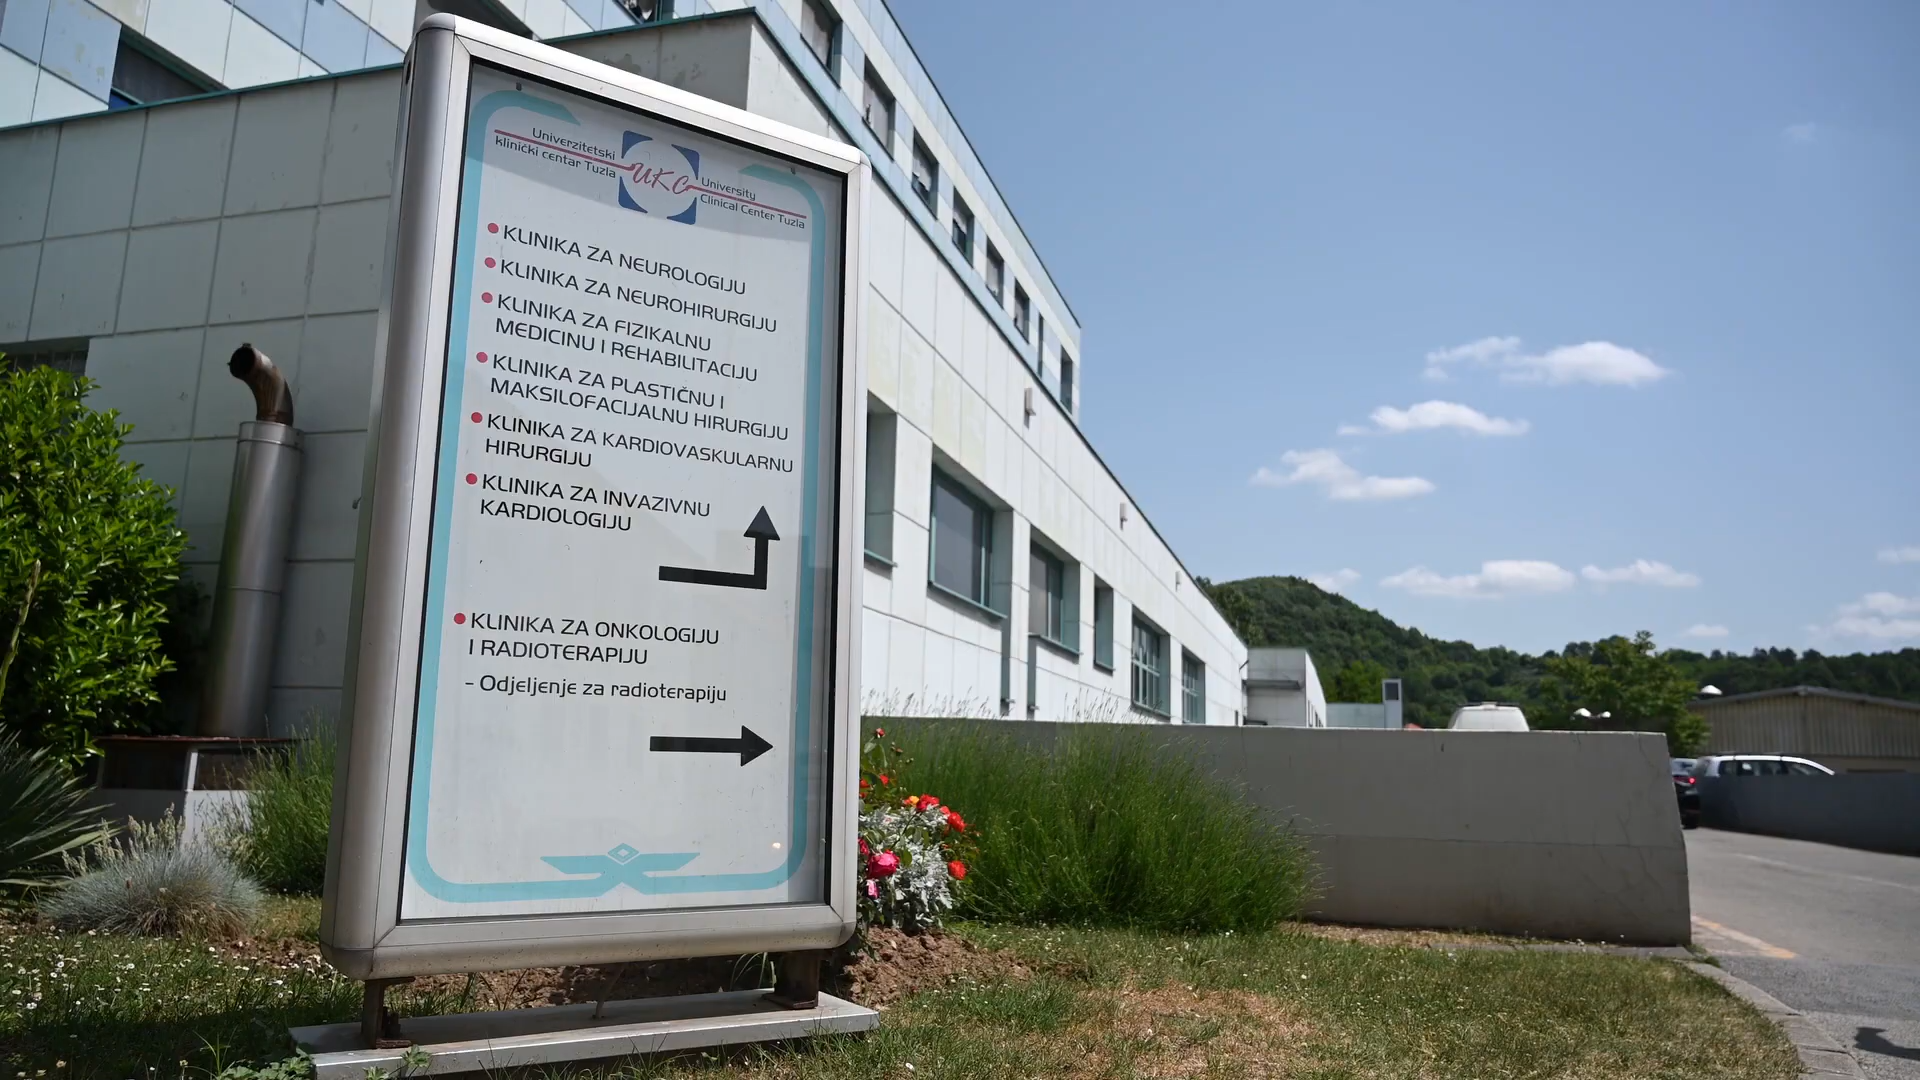 Univerzitetski
klinički centar Tuzla
UKC
University
Clinical Center Tuzla
KLINIKA ZA NEUROLOGIJU
KLINIKA ZA NEUROHIRURGIJU
KLINIKA ZA FIZIKALNU
MEDICINU I REHABILITACIJU
KLINIKA ZA PLASTIČNU I
MAKSILOFACIJALNU HIRURGIJU
KLINIKA ZA KARDIOVASKULARNU
HIRURGIJU
KLINIKA ZA INVAZIVNU
KARDIOLOGIJU
KLINIKA ZA ONKOLOGIJU
I RADIOTERAPIJU
- Odjeljenje za radioterapiju